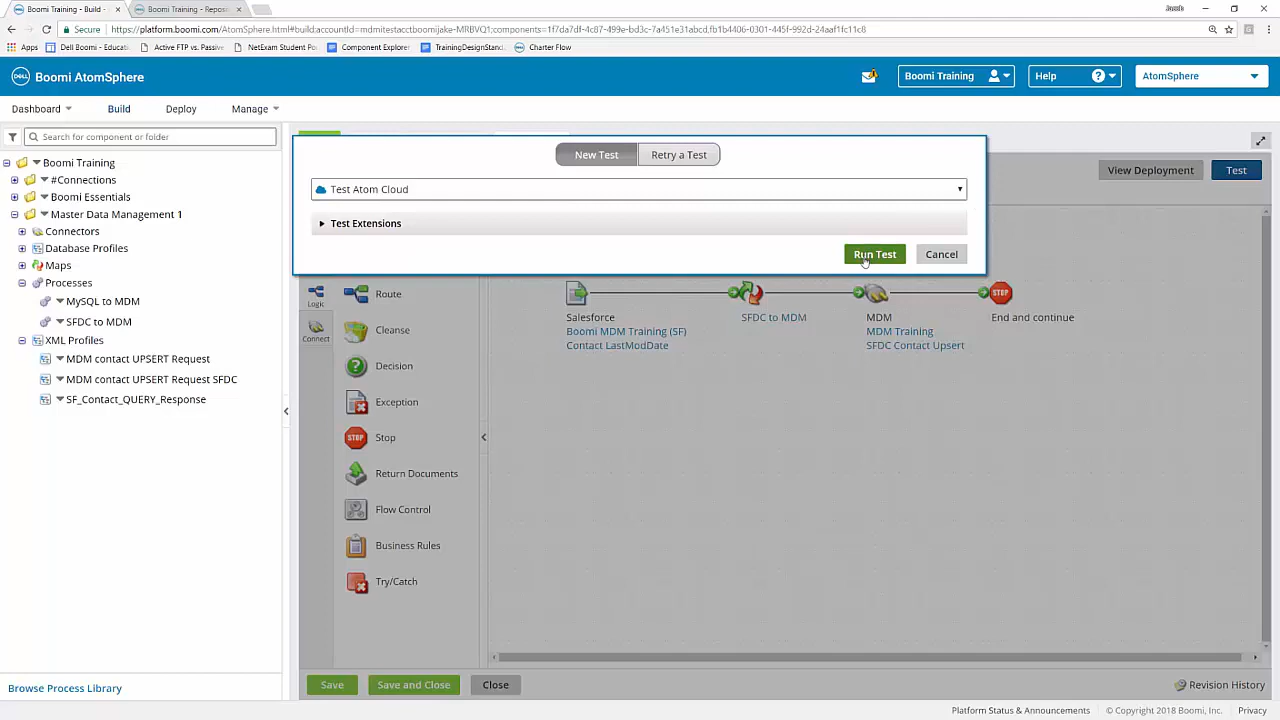 Boomi Training - Build -
Boomi Training - Repos
Secure
https://platform.boomi.com/AtomSphere.html#build;accountId=mdmitestacctboomijake-MRBVQ1;components=1f7da7df-4c87-499e-bd3c-7a451e31abcd,fb1b4406-0301-445f-992d-24aaf1fc11c8
Apps
Dell Boomi - Educati
Active FTP vs. Passiv
NetExam Student Po
Component Explorer
TrainingDesignStand
Charter Flow
DELL
Boomi AtomSphere
Boomi Training
Help
AtomSphere
Dashboard
Build
Deploy
Manage
Search for component or folder
Boomi Training
#Connections
Boomi Essentials
Master Data Management 1
Connectors
Database Profiles
Maps
Processes
MySQL to MDM
SFDC to MDM
XML Profiles
MDM contact UPSERT Request
MDM contact UPSERT Request SFDC
SF_Contact_QUERY_Response
Browse Process Library
New Test
Retry a Test
Test Atom Cloud
Test Extensions
Run Test
Cancel
View Deployment
Test
Logic
Connect
Route
Cleanse
Decision
Exception
STOP
Stop
Return Documents
Flow Control
Business Rules
Try/Catch
Salesforce
Boomi MDM Training (SF)
Contact LastModDate
SFDC to MDM
MDM
MDM Training
SFDC Contact Upsert
STOP
End and continue
Save
Save and Close
Close
Revision History
Platform Status & Announcements
© Copyright 2018 Boomi, Inc.
Privacy